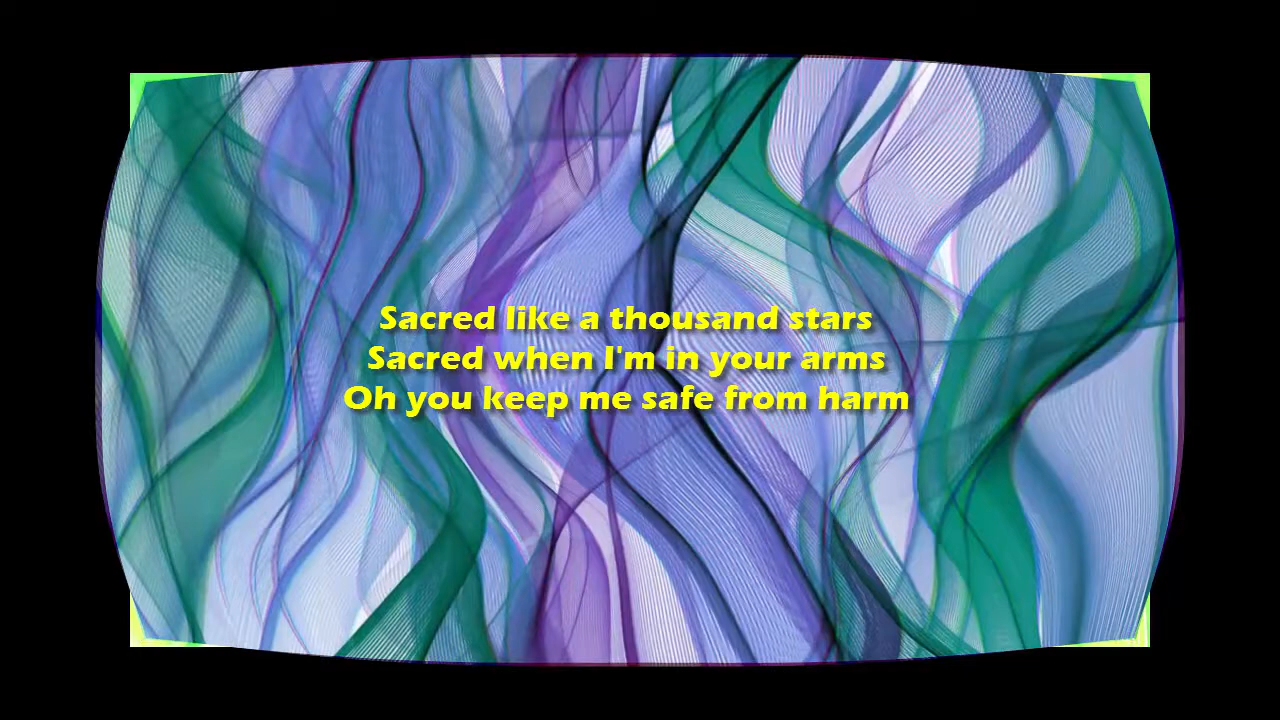 Sacred like a thousand stars
Sacred when I'm in your arms
Oh you keep me safe from harm